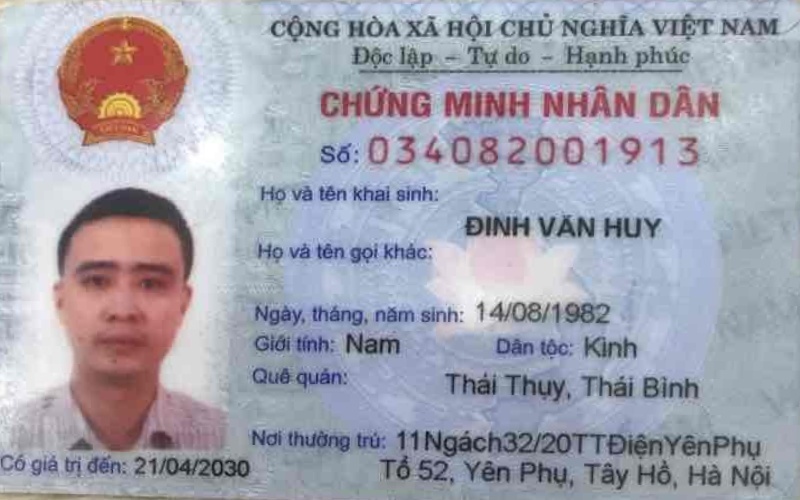 CỘNG HÒA XÃ HỘI CHỦ NGHĨA VIỆT NAM
Độc lập – Tự do – Hạnh phúc
CHỨNG MINH NHÂN DÂN
Số: 034082001913
Họ và tên khai sinh:
ĐINH VĂN HUY
Họ và tên gọi khác:
Ngày, tháng, năm sinh: 14/08/1982
Giới tính: Nam Dân tộc: Kinh
Quê quán: Thái Thụy, Thái Bình
Nơi thường trú: 11Ngách32/20TTĐiệnYênPhụ
Tổ 52, Yên Phụ, Tây Hồ, Hà Nội
Có giá trị đến: 21/04/2030